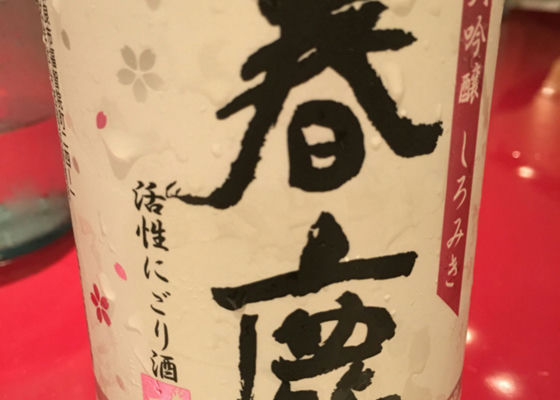 吟醸 しろみき
春鹿
活性にごり酒